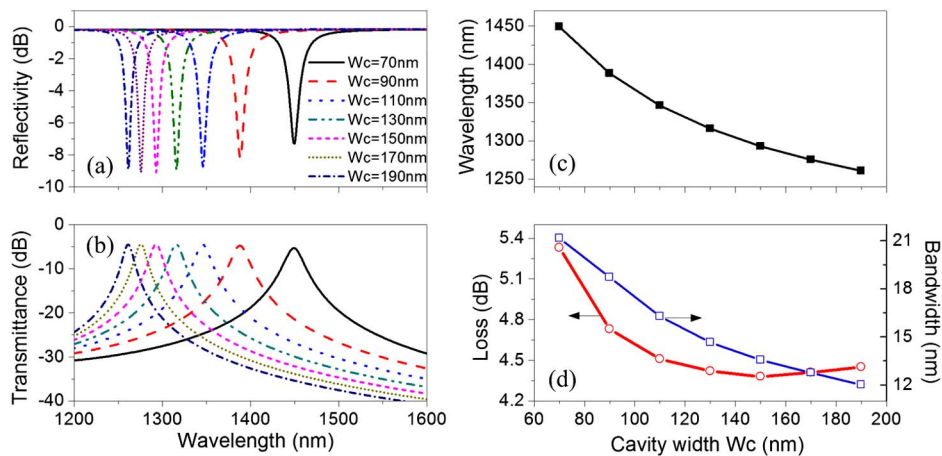 (a)
Reflectivity (dB)
0
-2
-4
-6
-8
-10
Wc=70nm
Wc=90nm
Wc=110nm
Wc=130nm
Wc=150nm
Wc=170nm
Wc=190nm
(b)
Transmittance (dB)
0
-10
-20
-30
-40
1200
1300
1400
1500
1600
Wavelength (nm)
(c)
Wavelength (nm)
1450
1400
1350
1300
1250
(d)
Loss (dB)
5.4
5.1
4.8
4.5
4.2
Bandwidth (nm)
21
18
15
12
60
80
100
120
140
160
180
200
Cavity width Wc (nm)